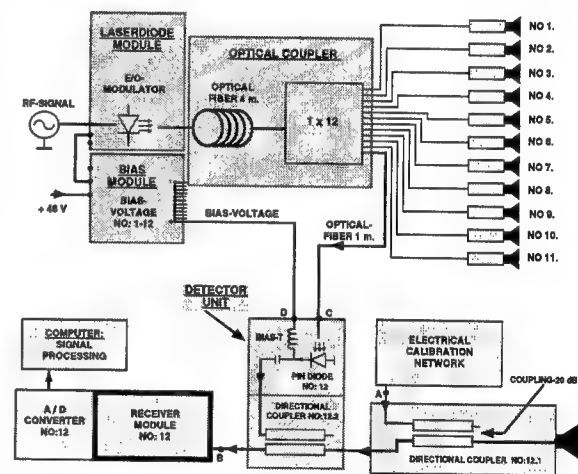 LASERDIODE
MODULE
E/O-
MODULATOR
RF-SIGNAL
OPTICAL COUPLER
OPTICAL
FIBER 4 m.
1 x 12
NO 1.
NO 2.
NO 3.
NO 4.
NO 5.
NO 6.
NO 7.
NO 8.
NO 9.
NO 10.
NO 11.
BIAS
MODULE
BIAS-
VOLTAGE
NO: 1-12
+ 48 V
BIAS-VOLTAGE
OPTICAL-
FIBER 1 m.
DETECTOR
UNIT
D
C
BIAS-T
PIN DIODE
NO: 12
DIRECTIONAL
COUPLER NO:12.2
COMPUTER:
SIGNAL
PROCESSING
A / D
CONVERTER
NO:12
RECEIVER
MODULE
NO: 12
B
ELECTRICAL
CALIBRATION
NETWORK
A
COUPLING-20 dB
DIRECTIONAL COUPLER. NO:12.1